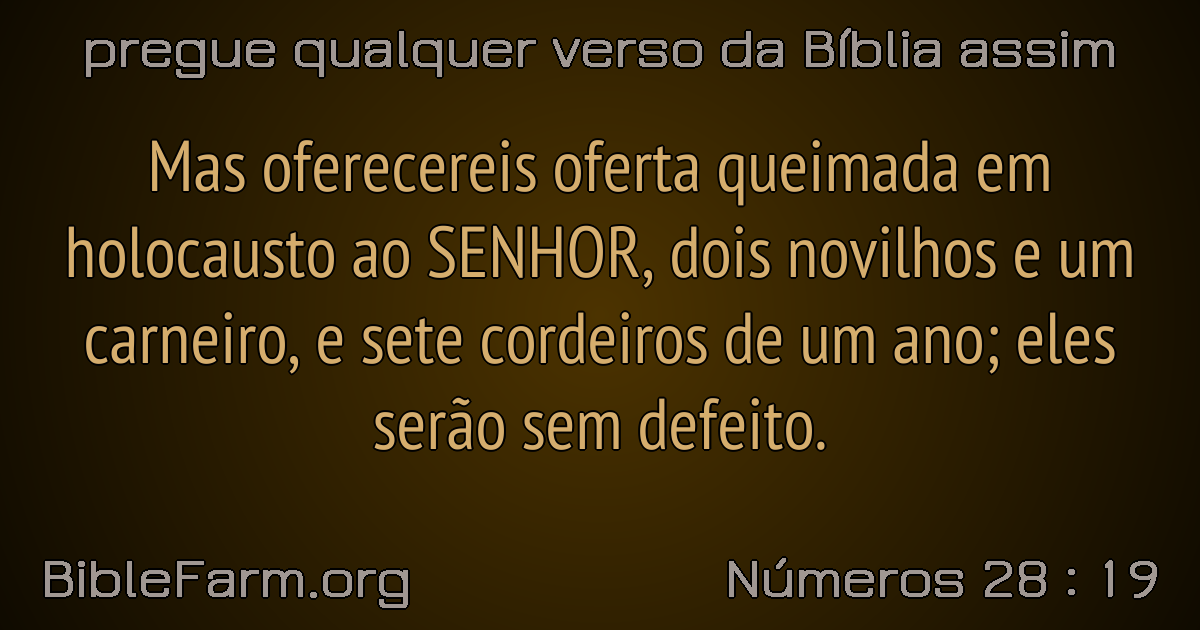 pregue qualquer verso da Bíblia assim
Mas oferecereis oferta queimada em
holocausto ao SENHOR, dois novilhos e um
carneiro, e sete cordeiros de um ano; eles
serão sem defeito.
BibleFarm.org
Números 28 : 19